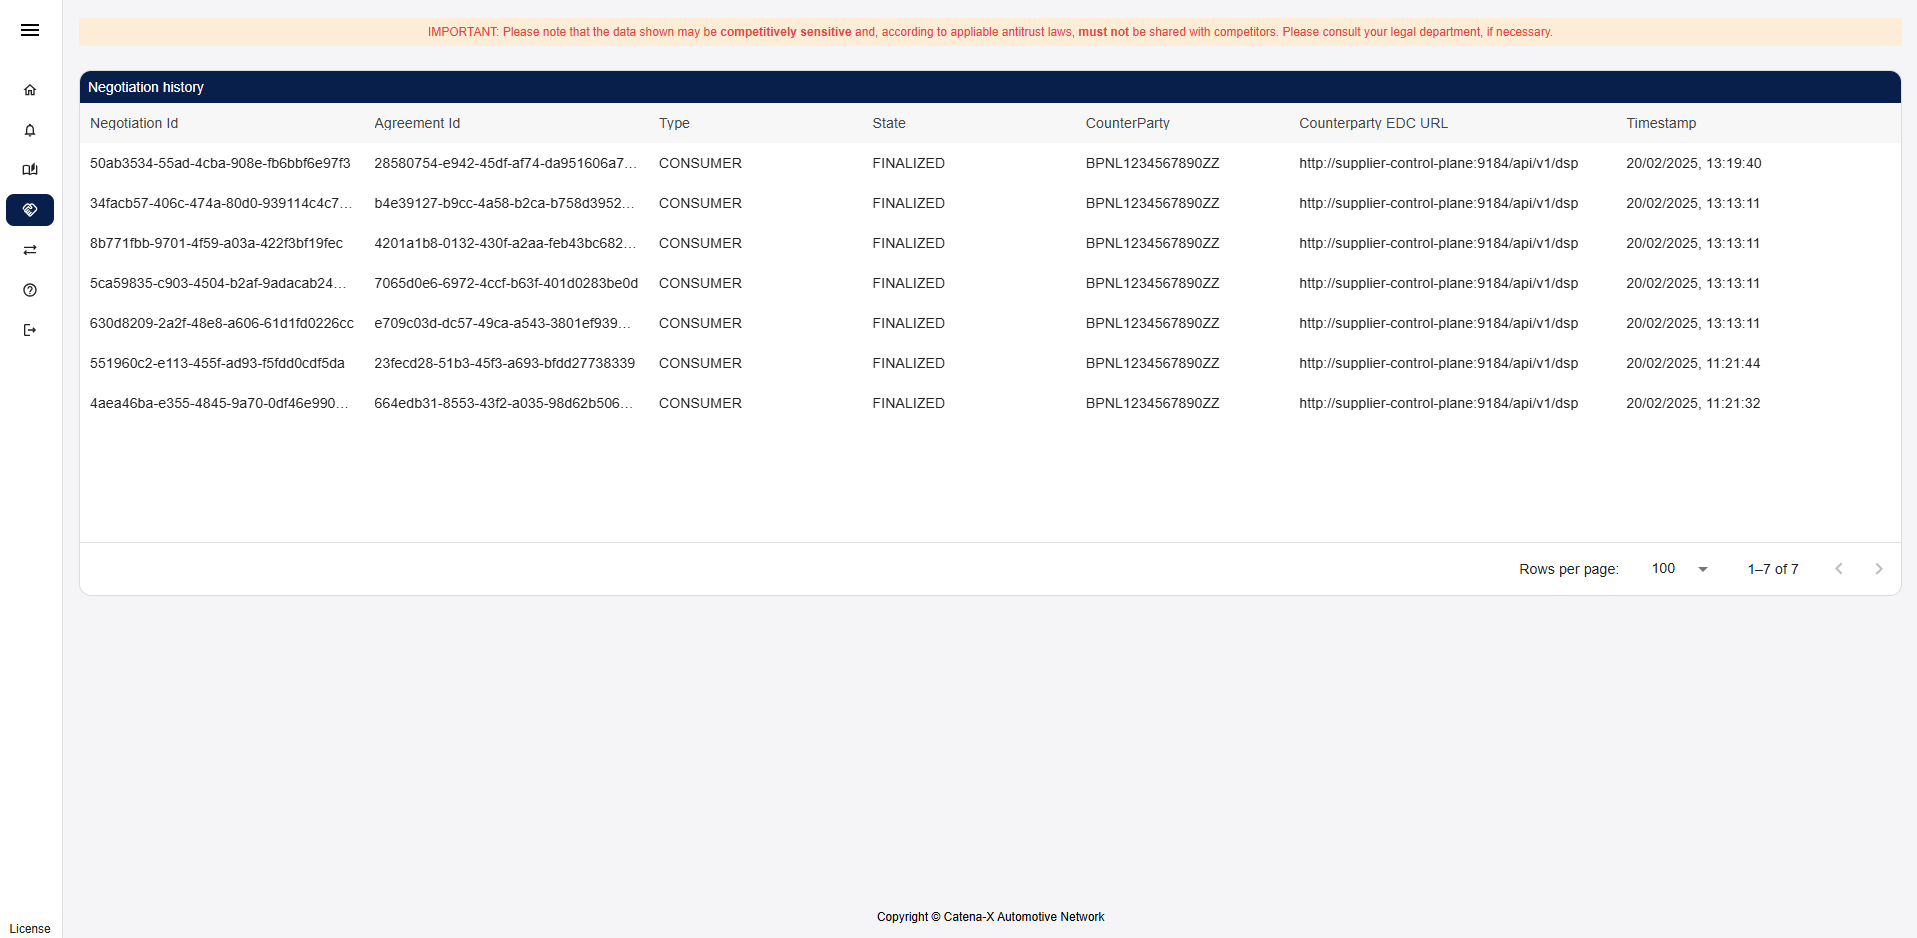 IMPORTANT: Please note that the data shown may be competitively sensitive and, according to appliable antitrust laws, must not be shared with competitors. Please consult your legal department, if necessary.
Negotiation history
Negotiation Id Agreement Id Type State CounterParty Counterparty EDC URL Timestamp
50ab3534-55ad-4cba-908e-fb6bbf6e97f3 28580754-e942-45df-af74-da951606a7... CONSUMER FINALIZED BPNL1234567890ZZ http://supplier-control-plane:9184/api/v1/dsp 20/02/2025, 13:19:40
34facb57-406c-474a-80d0-939114c4c7... b4e39127-b9cc-4a58-b2ca-b758d3952... CONSUMER FINALIZED BPNL1234567890ZZ http://supplier-control-plane:9184/api/v1/dsp 20/02/2025, 13:13:11
8b771fbb-9701-4f59-a03a-422f3bf19fec 4201a1b8-0132-430f-a2aa-feb43bc682... CONSUMER FINALIZED BPNL1234567890ZZ http://supplier-control-plane:9184/api/v1/dsp 20/02/2025, 13:13:11
5ca59835-c903-4504-b2af-9adacab24... 7065d0e6-6972-4ccf-b63f-401d0283be0d CONSUMER FINALIZED BPNL1234567890ZZ http://supplier-control-plane:9184/api/v1/dsp 20/02/2025, 13:13:11
630d8209-2a2f-48e8-a606-61d1fd0226cc e709c03d-dc57-49ca-a543-3801ef939... CONSUMER FINALIZED BPNL1234567890ZZ http://supplier-control-plane:9184/api/v1/dsp 20/02/2025, 13:13:11
551960c2-e113-455f-ad93-f5fdd0cdf5da 23fecd28-51b3-45f3-a693-bfdd27738339 CONSUMER FINALIZED BPNL1234567890ZZ http://supplier-control-plane:9184/api/v1/dsp 20/02/2025, 11:21:44
4aea46ba-e355-4845-9a70-0df46e990... 664edb31-8553-43f2-a035-98d62b506... CONSUMER FINALIZED BPNL1234567890ZZ http://supplier-control-plane:9184/api/v1/dsp 20/02/2025, 11:21:32
Rows per page: 100 1–7 of 7
Copyright © Catena-X Automotive Network
License